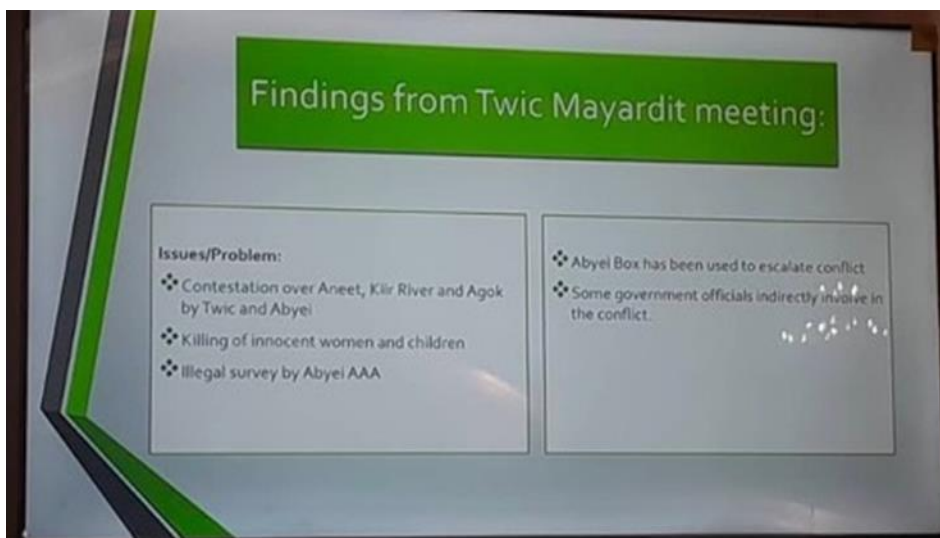 Findings from Twic Mayardit meeting:
Issues/Problem:
❖ Contestation over Aneet, Kiir River and Agok
by Twic and Abyei
❖ Killing of innocent women and children
❖ Illegal survey by Abyei AAA
❖ Abyei Box has been used to escalate conflict
❖ Some government officials indirectly involve in
the conflict.